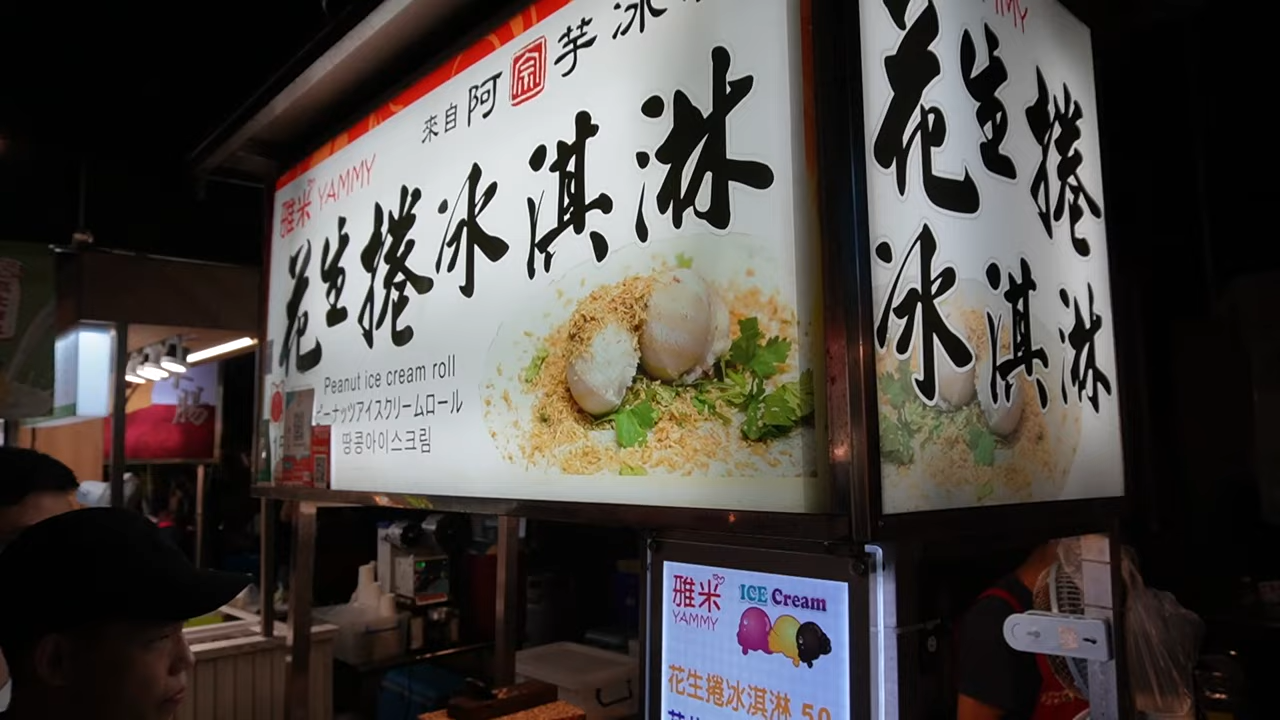 來自阿宗芋冰
雅米 YAMMY
花生捲冰淇淋
Peanut ice cream roll
ピーナッツアイスクリームロール
땅콩아이스크림
花生捲
冰淇淋
雅米
YAMMY
ICE Cream
花生捲冰淇淋 50
腸